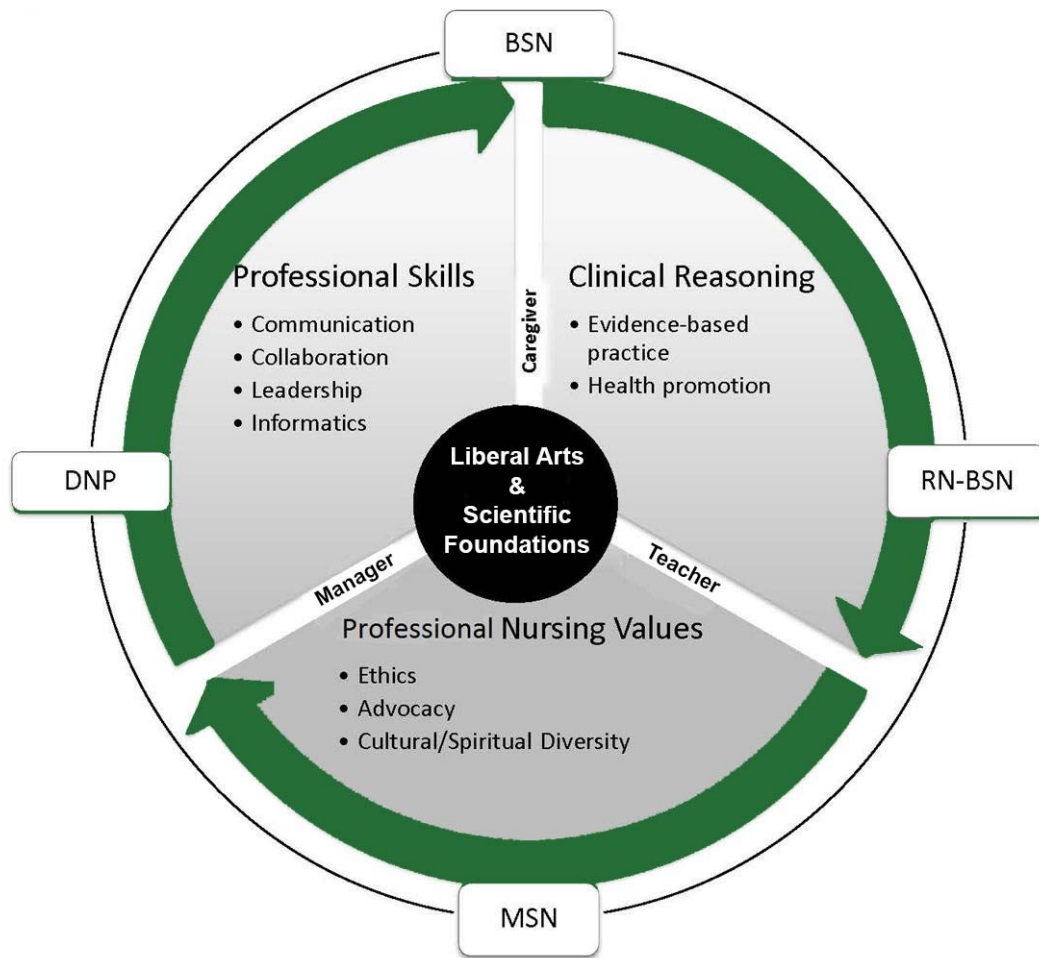 BSN
Professional Skills
• Communication
• Collaboration
• Leadership
• Informatics
Caregiver
Clinical Reasoning
• Evidence-based
practice
• Health promotion
DNP
Liberal Arts
&
Scientific
Foundations
RN-BSN
Manager
Teacher
Professional Nursing Values
• Ethics
• Advocacy
• Cultural/Spiritual Diversity
MSN